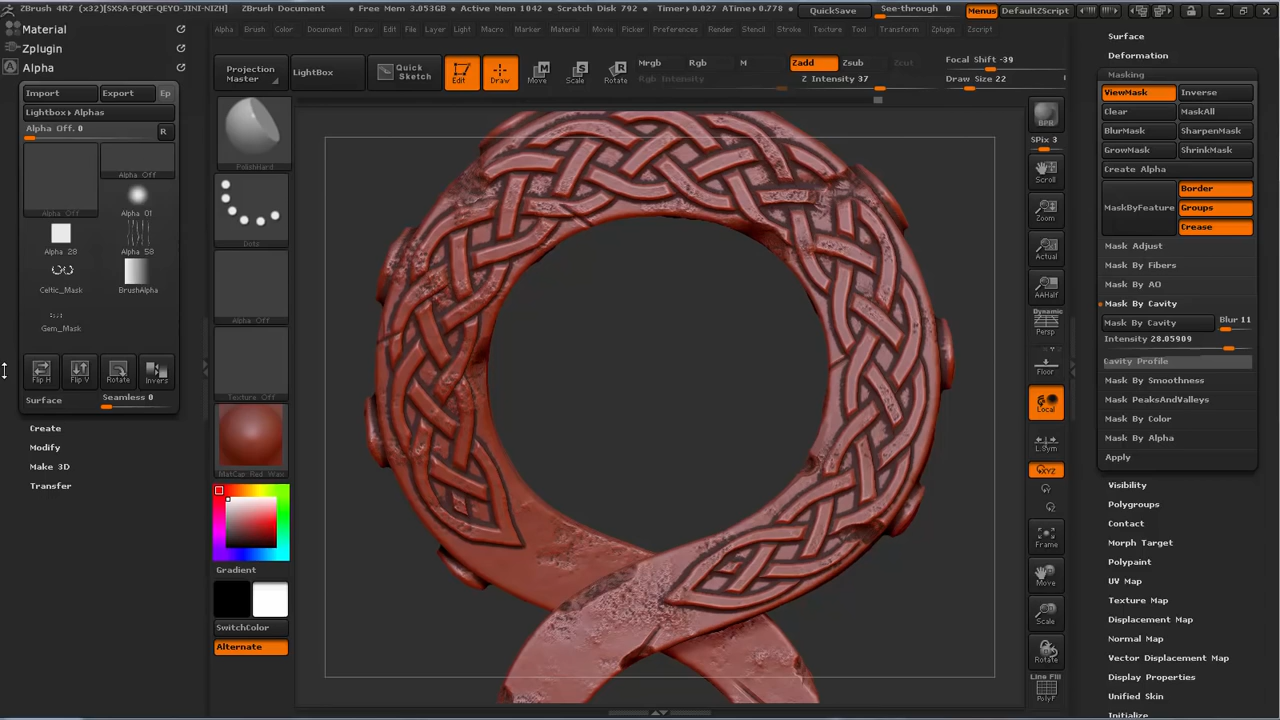 ZBrush 4R7 (x32)[SXSA-FQKF-QEYO-JINI-NIZH] ZBrush Document • Free Mem 3.053GB • Active Mem 1042 • Scratch Disk 792 • Timer▶0.027 ATime▶0.778 QuickSave See-through 0 Menus DefaultZScript
Alpha Brush Color Document Draw Edit File Layer Light Macro Marker Material Movie Picker Preferences Render Stencil Stroke Texture Tool Transform Zplugin Zscript
Material
Zplugin
Alpha
Import Export Ep
Lightbox▸Alphas
Alpha Off. 0 R
Alpha Off
Alpha Off
Alpha 01
Alpha 28
Alpha 58
Celtic_Mask
BrushAlpha
Gem_Mask
Flip H Flip V Rotate Invers
Surface Seamless 0
Create
Modify
Make 3D
Transfer
Projection
Master
LightBox
Quick
Sketch
Edit Draw Move Scale Rotate
Mrgb Rgb M
Rgb Intensity
Zadd Zsub Zcut
Z Intensity 37
Focal Shift -39
Draw Size 22
PolishHard
Dots
Alpha Off
Texture Off
MatCap Red Wax
Gradient
SwitchColor
Alternate
BPR
SPix 3
Scroll
Zoom
Actual
AAHalf
Dynamic
Persp
Floor
Local
L.Sym
XYZ
Frame
Move
Scale
Rotate
Line Fill
PolyF
Surface
Deformation
Masking
ViewMask Inverse
Clear MaskAll
BlurMask SharpenMask
GrowMask ShrinkMask
Create Alpha
MaskByFeature
Border
Groups
Crease
Mask Adjust
Mask By Fibers
Mask By AO
Mask By Cavity
Mask By Cavity Blur 11
Intensity 28.05909
Cavity Profile
Mask By Smoothness
Mask PeaksAndValleys
Mask By Color
Mask By Alpha
Apply
Visibility
Polygroups
Contact
Morph Target
Polypaint
UV Map
Texture Map
Displacement Map
Normal Map
Vector Displacement Map
Display Properties
Unified Skin
Initialize